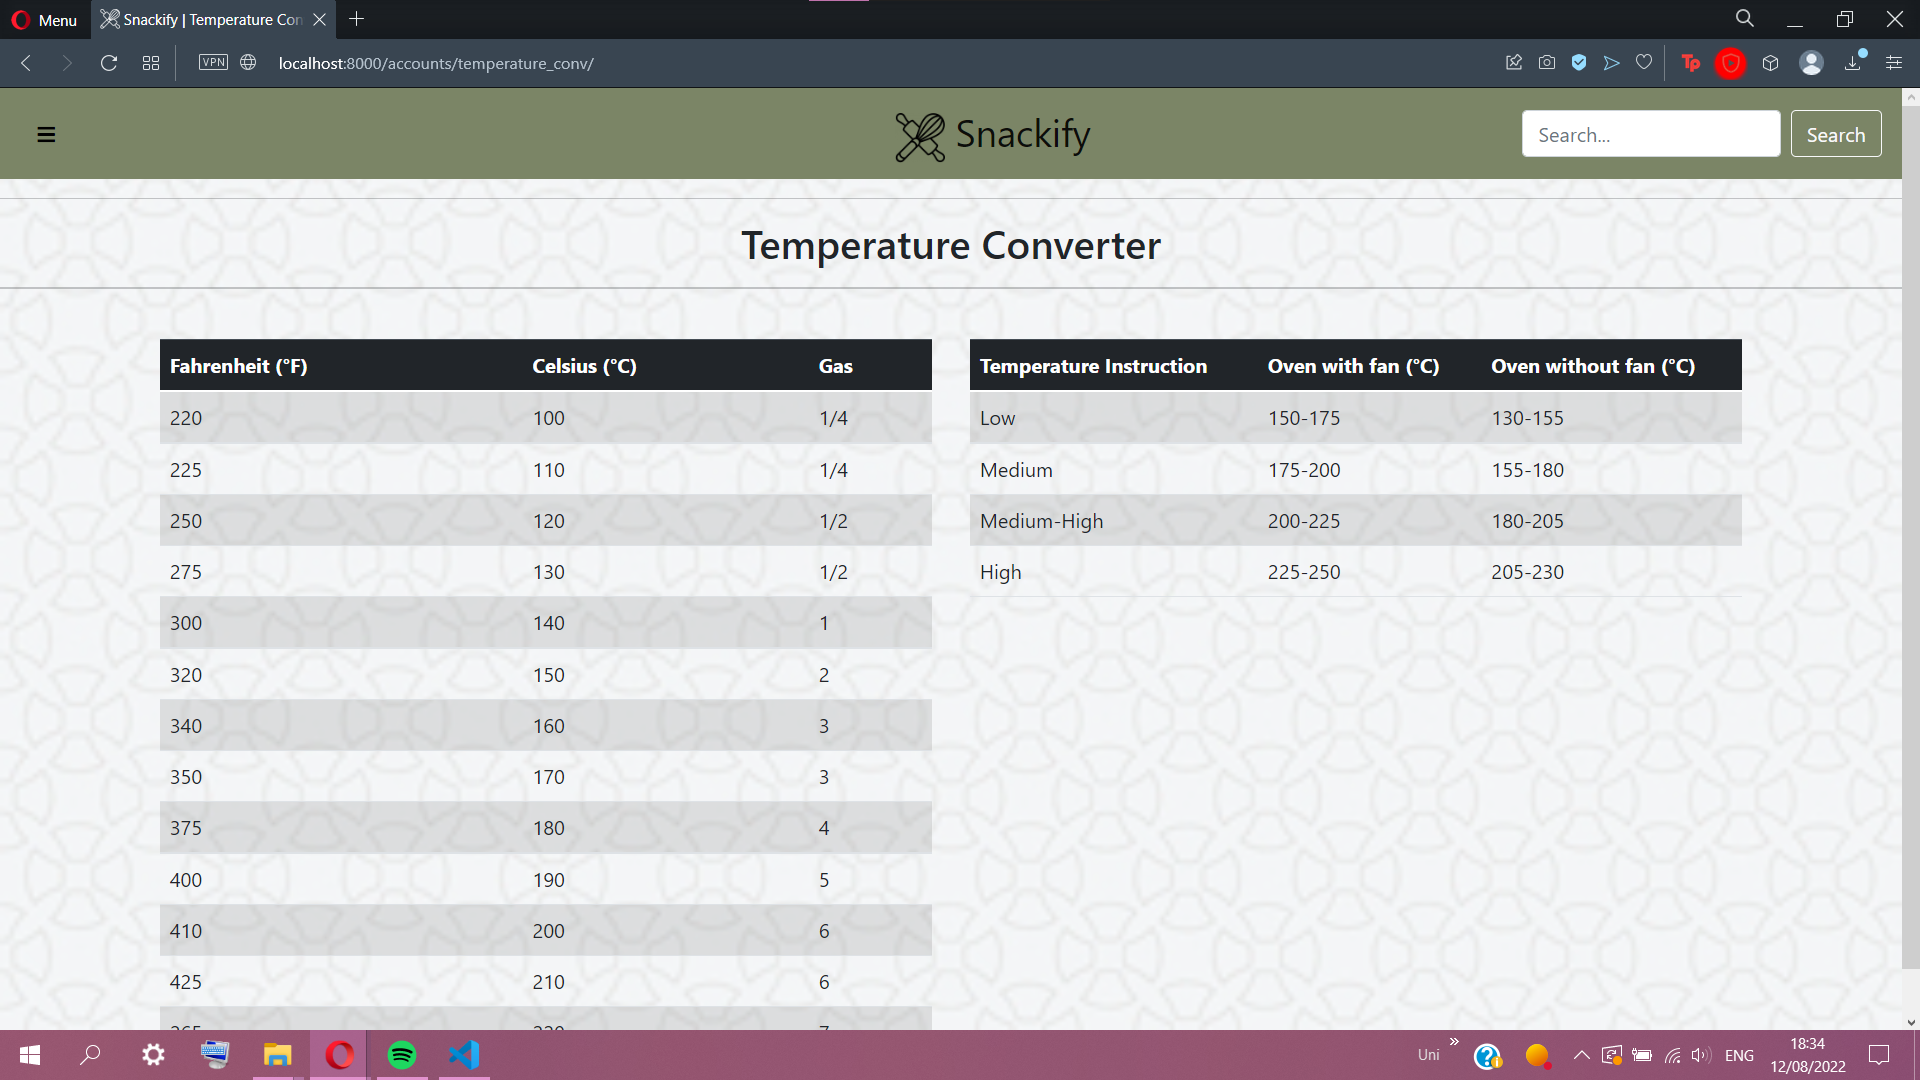 Menu
Snackify | Temperature Con
VPN
localhost:8000/accounts/temperature_conv/
Tp
Snackify
Search...
Search
Temperature Converter
Fahrenheit (°F) Celsius (°C) Gas
220 100 1/4
225 110 1/4
250 120 1/2
275 130 1/2
300 140 1
320 150 2
340 160 3
350 170 3
375 180 4
400 190 5
410 200 6
425 210 6
Temperature Instruction Oven with fan (°C) Oven without fan (°C)
Low 150-175 130-155
Medium 175-200 155-180
Medium-High 200-225 180-205
High 225-250 205-230
Uni
ENG
18:34
12/08/2022